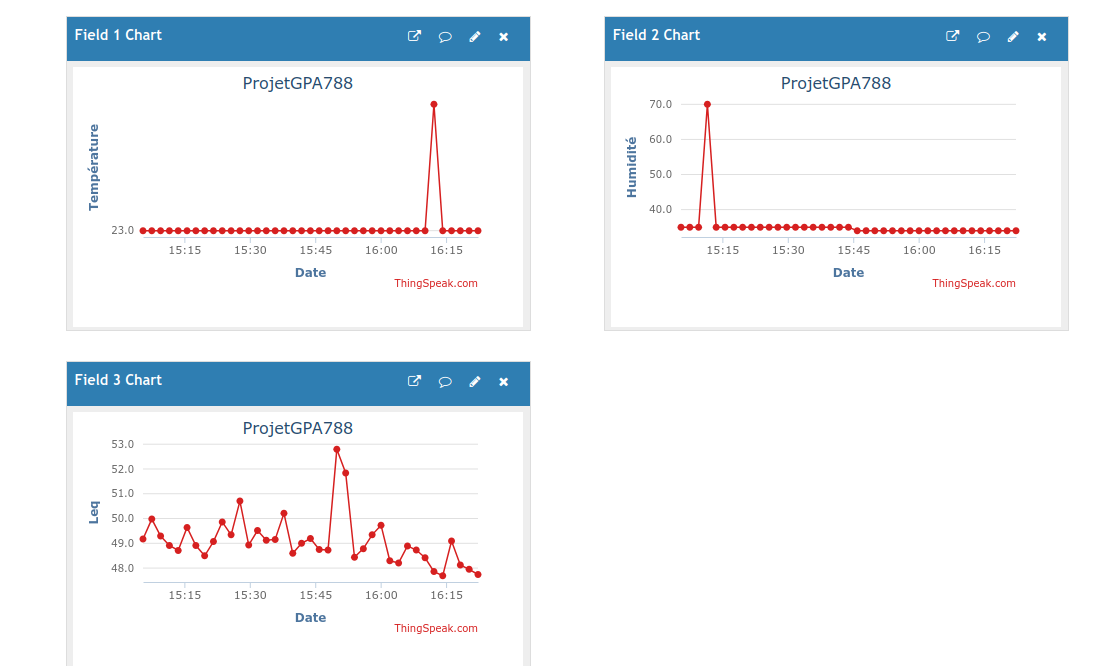 Field 1 Chart
ProjetGPA788
Température
23.0
15:15 15:30 15:45 16:00 16:15
Date
ThingSpeak.com
Field 2 Chart
ProjetGPA788
Humidité
70.0
60.0
50.0
40.0
15:15 15:30 15:45 16:00 16:15
Date
ThingSpeak.com
Field 3 Chart
ProjetGPA788
Leq
53.0
52.0
51.0
50.0
49.0
48.0
15:15 15:30 15:45 16:00 16:15
Date
ThingSpeak.com